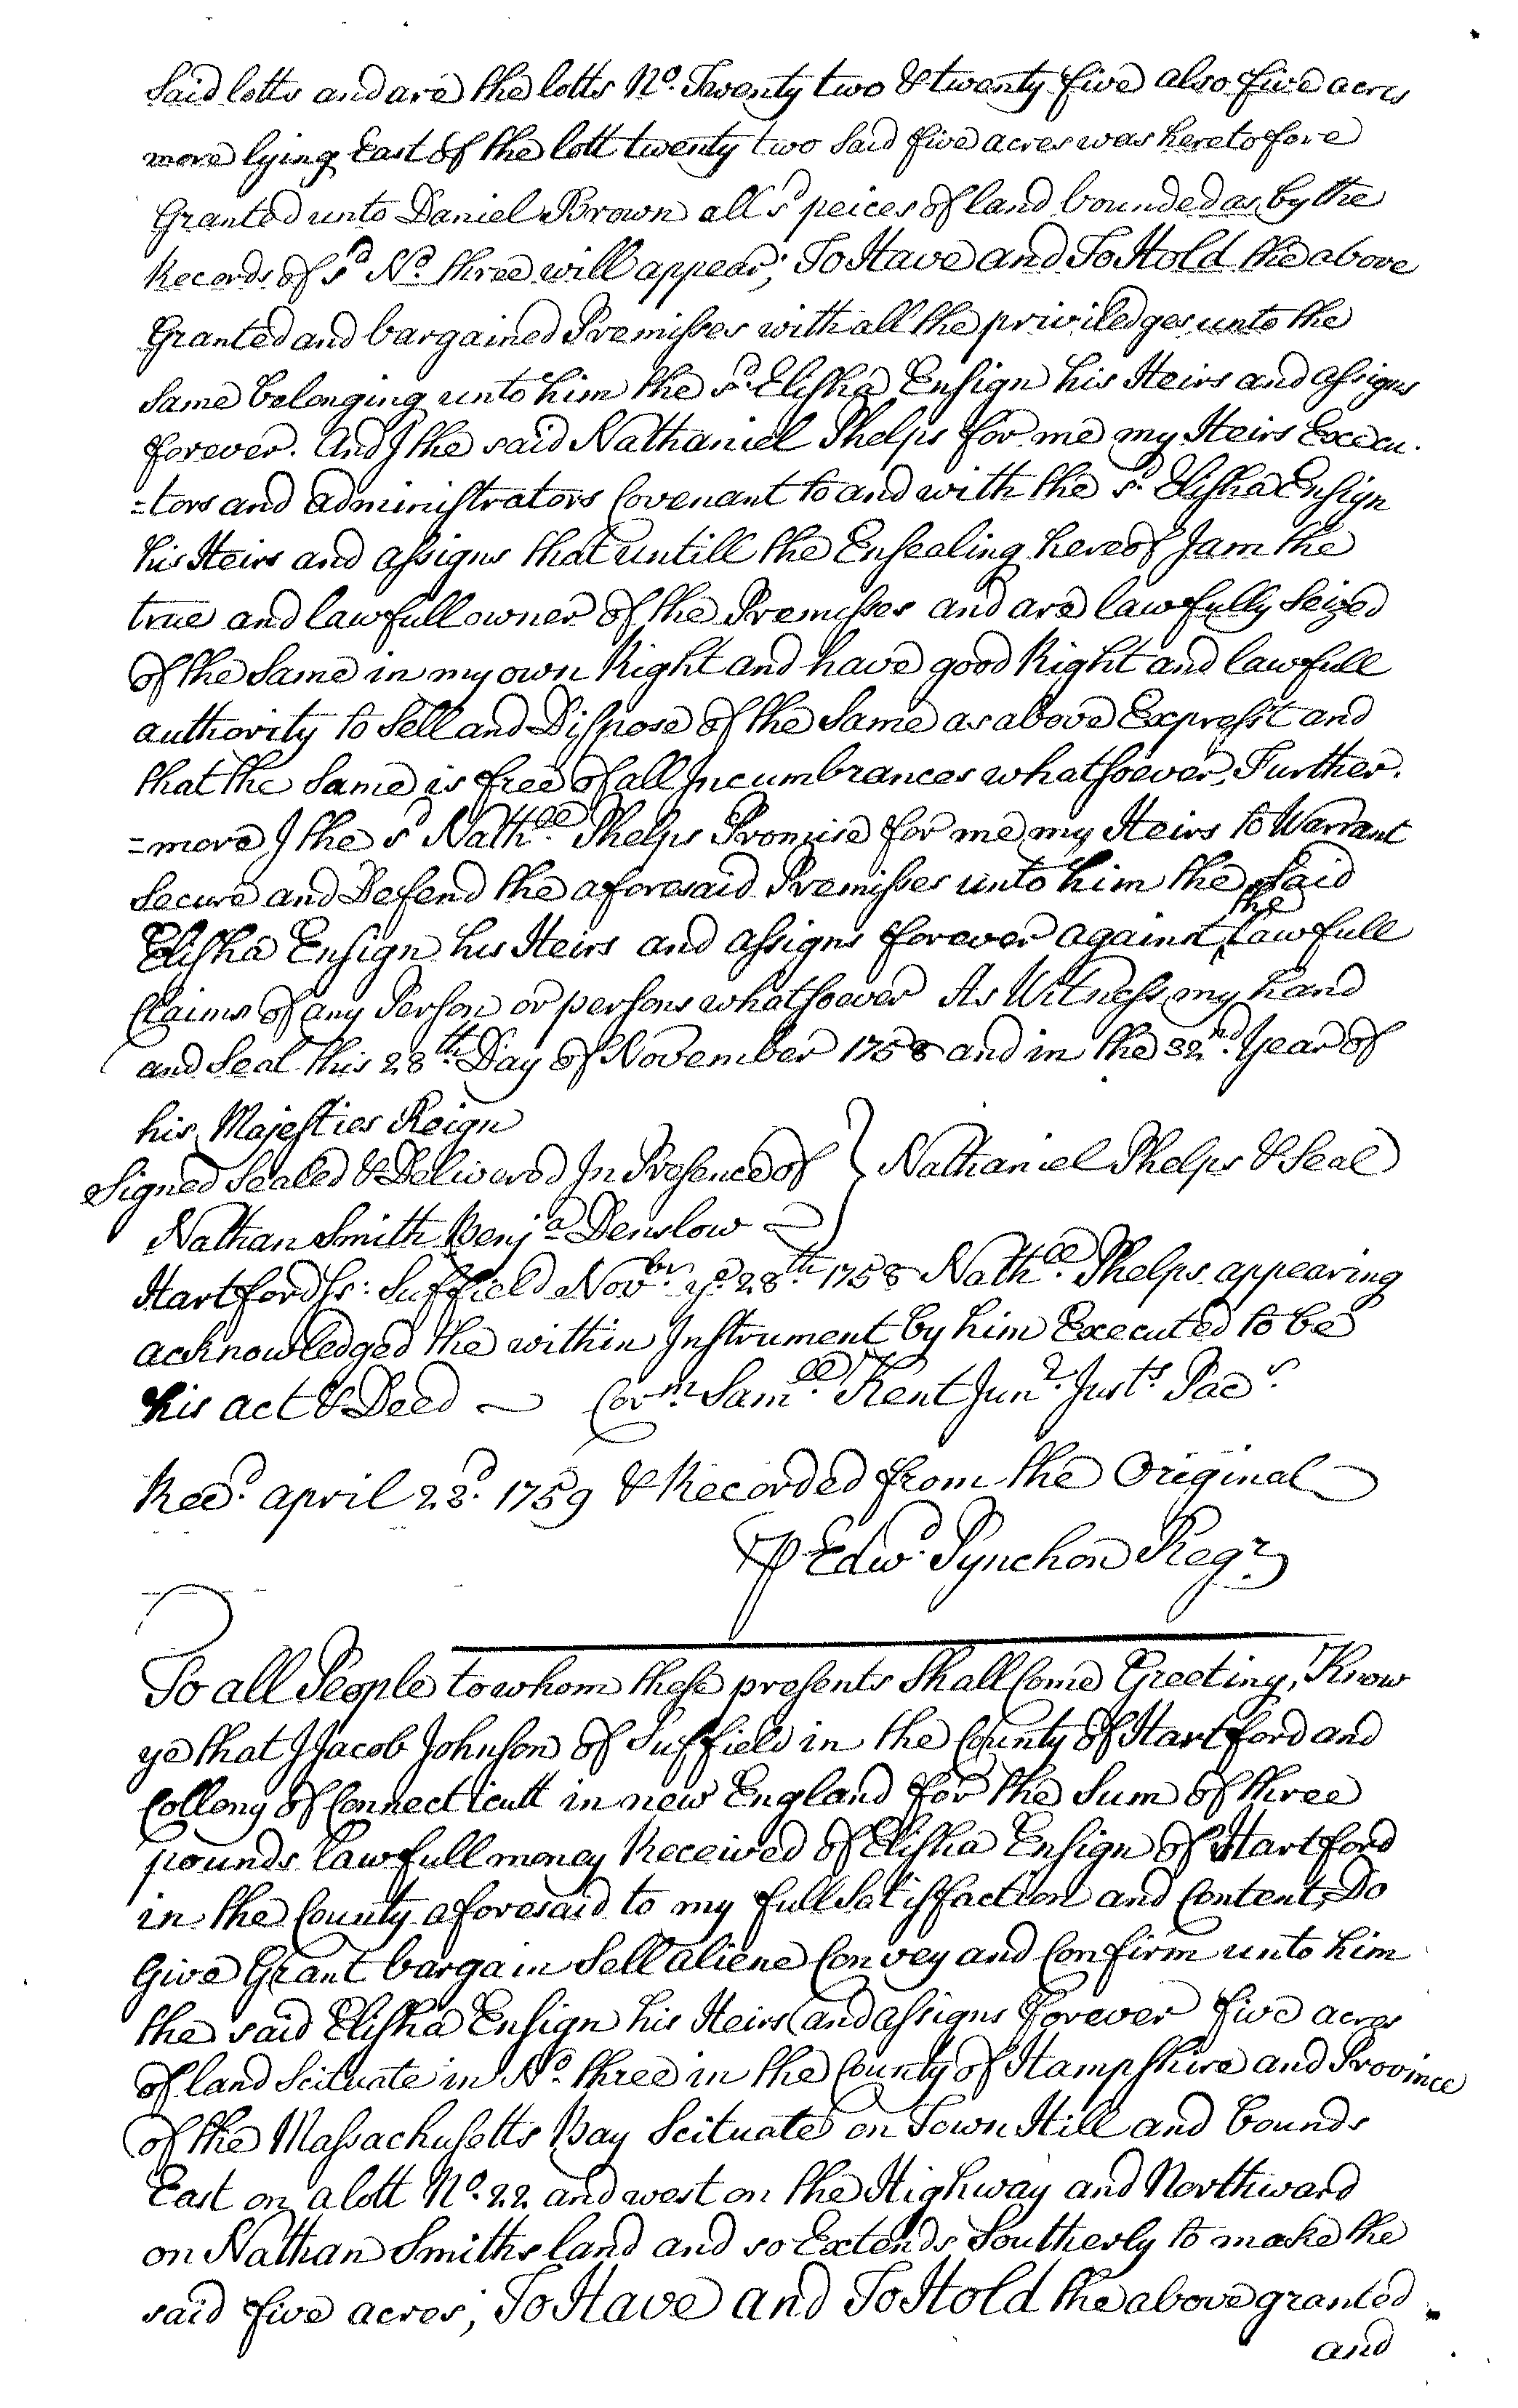 Said lotts and are the lotts No. Twenty two & twenty five also five acres
more lying East of the lott twenty two Said five acres was heretofore
Granted unto Daniel Brown all sd peices of land bounded as by the
Records of sd No. three will appear; To Have and To Hold the above
Granted and bargained Premisses with all the priviledges unto the
Same belonging unto him the sd. Elisha Ensign his Heirs and assigns
forever. And I the said Nathaniel Phelps for me my Heirs Execu-
=tors and administrators Covenant to and with the sd. Elisha Ensign
his Heirs and assigns that untill the Ensealing hereof I am the
true and lawfull owner of the Premisses and are lawfully Seized
of the Same in my own Right and have good Right and lawfull
authority to Sell and Dispose of the Same as above Expresst and
that the Same is free of all Incumbrances whatsoever, Further-
=more I the sd Nathll. Phelps Promise for me my Heirs to Warrant
Secure and Defend the aforesaid Premisses unto him the Said
Elisha Ensign his Heirs and assigns forever against the lawfull
Claims of any Person or persons whatsoever As Witness my hand
and Seal this 28th. Day of November 1758 and in the 32nd. Year of
his Majesties Reign
Signed Sealed & Delivered In Presence of } Nathaniel Phelps & Seal
Nathan Smith Benja. Denslow
Hartford Ss: Suffield Novbr. ye. 28th 1758 Nathll. Phelps appearing
acknowledged the within Instrument by him Executed to be
his act & Deed — Corm. Samll. Kent Junr. Justs. Pacs.
Recd. april 23d. 1759 & Recorded from the Original
P Edwd. Pynchon Regr.
To all People to whom these presents Shall Come Greeting, Know
ye that I Jacob Johnson of Suffield in the County of Hartford and
Collony of Connecticutt in new England for the Sum of three
pounds lawfull money Received of Elisha Ensign of Hartford
in the County aforesaid to my full Satisfaction and Content, Do
Give Grant bargain Sell aliene Convey and Confirm unto him
the said Elisha Ensign his Heirs and assigns Forever five acres
of land Scituate in No. three in the County of Hampshire and Province
of the Massachusetts Bay Scituate on Town Hill and bounds
East on a lott No. 22 and west on the Highway and Northward
on Nathan Smiths land and so Extends Southerly to make the
said five acres; To Have and To Hold the above granted
and